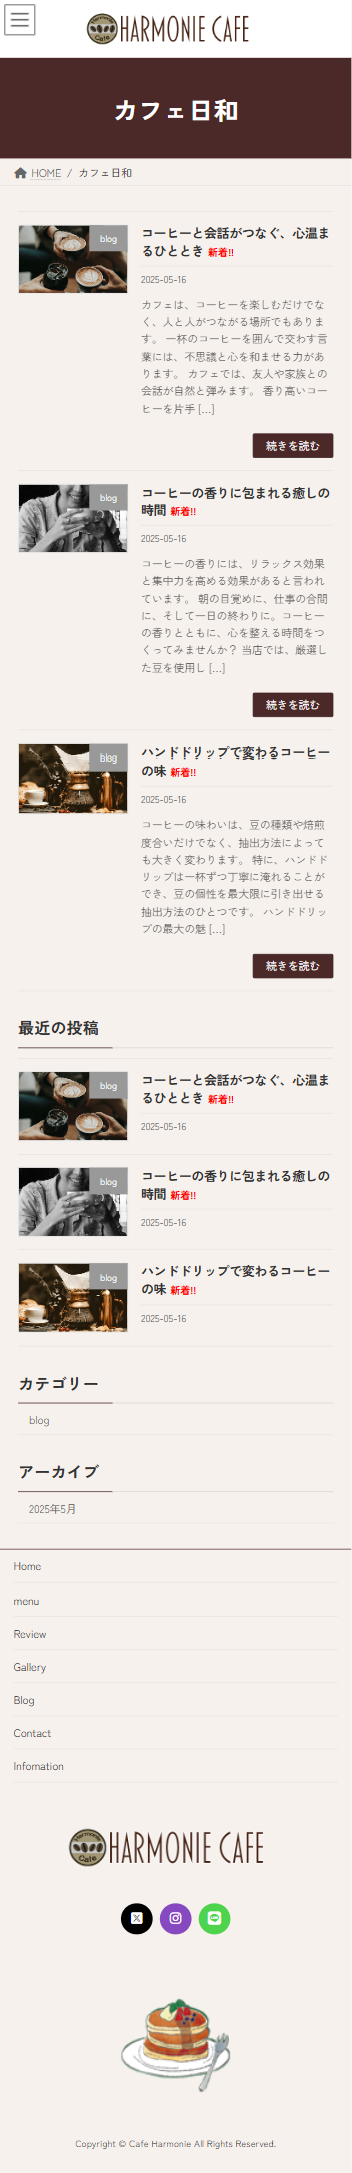 Harmonie
Cafe
HARMONIE CAFE
カフェ日和
HOME / カフェ日和
blog
コーヒーと会話がつなぐ、心温ま
るひととき 新着!!
2025-05-16
カフェは、コーヒーを楽しむだけでな
く、人と人がつながる場所でもありま
す。 一杯のコーヒーを囲んで交わす言
葉には、不思議と心を和ませる力があ
ります。 カフェでは、友人や家族との
会話が自然と弾みます。 香り高いコー
ヒーを片手 […]
続きを読む
blog
コーヒーの香りに包まれる癒しの
時間 新着!!
2025-05-16
コーヒーの香りには、リラックス効果
と集中力を高める効果があると言われ
ています。 朝の目覚めに、仕事の合間
に、そして一日の終わりに。コーヒー
の香りとともに、心を整える時間をつ
くってみませんか？ 当店では、厳選し
た豆を使用し […]
続きを読む
blog
ハンドドリップで変わるコーヒー
の味 新着!!
2025-05-16
コーヒーの味わいは、豆の種類や焙煎
度合いだけでなく、抽出方法によって
も大きく変わります。 特に、ハンドド
リップは一杯ずつ丁寧に淹れることが
でき、豆の個性を最大限に引き出せる
抽出方法のひとつです。 ハンドドリッ
プの最大の魅 […]
続きを読む
最近の投稿
blog
コーヒーと会話がつなぐ、心温ま
るひととき 新着!!
2025-05-16
blog
コーヒーの香りに包まれる癒しの
時間 新着!!
2025-05-16
blog
ハンドドリップで変わるコーヒー
の味 新着!!
2025-05-16
カテゴリー
blog
アーカイブ
2025年5月
Home
menu
Review
Gallery
Blog
Contact
Infomation
Harmonie
Cafe
HARMONIE CAFE
Copyright © Cafe Harmonie All Rights Reserved.